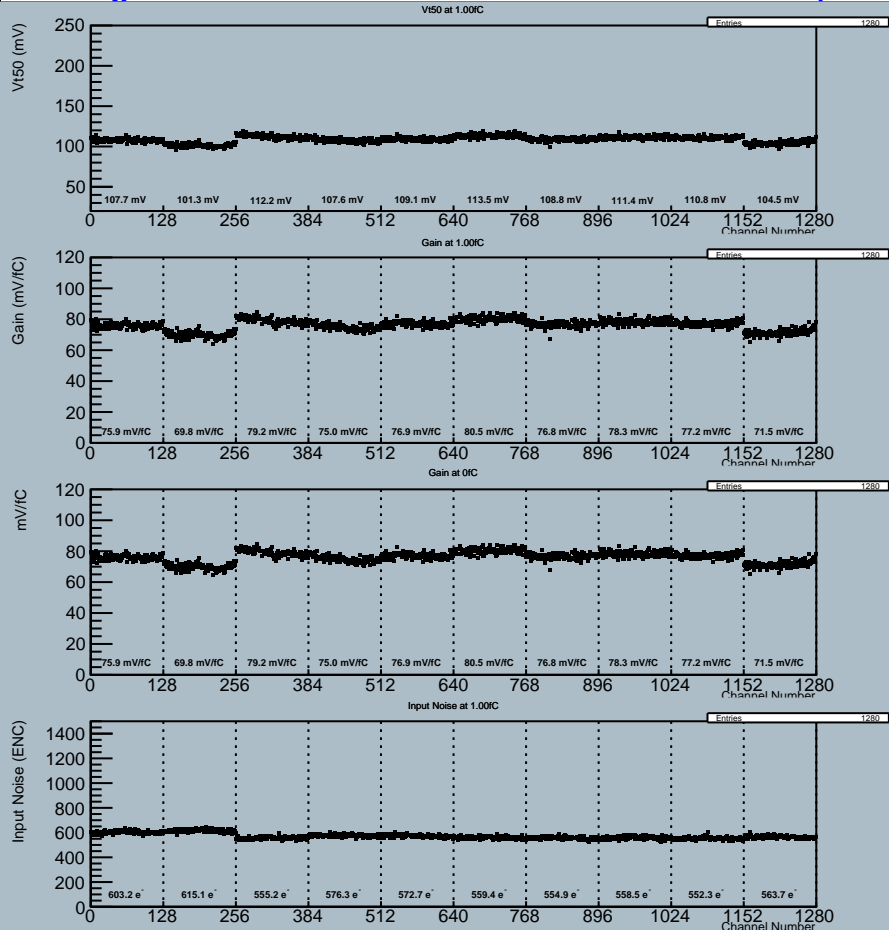 Vt50 at 1.00fC
Entries 1280
Vt50 (mV)
250
200
150
100
50
107.7 mV 101.3 mV 112.2 mV 107.6 mV 109.1 mV 113.5 mV 108.8 mV 111.4 mV 110.8 mV 104.5 mV
0 128 256 384 512 640 768 896 1024 1152 1280
Channel Number
Gain at 1.00fC
Entries 1280
Gain (mV/fC)
120
100
80
60
40
20
0
75.9 mV/fC 69.8 mV/fC 79.2 mV/fC 75.0 mV/fC 76.9 mV/fC 80.5 mV/fC 76.8 mV/fC 78.3 mV/fC 77.2 mV/fC 71.5 mV/fC
0 128 256 384 512 640 768 896 1024 1152 1280
Channel Number
Gain at 0fC
Entries 1280
mV/fC
120
100
80
60
40
20
0
75.9 mV/fC 69.8 mV/fC 79.2 mV/fC 75.0 mV/fC 76.9 mV/fC 80.5 mV/fC 76.8 mV/fC 78.3 mV/fC 77.2 mV/fC 71.5 mV/fC
0 128 256 384 512 640 768 896 1024 1152 1280
Channel Number
Input Noise at 1.00fC
Entries 1280
Input Noise (ENC)
1400
1200
1000
800
600
400
200
0
603.2 e⁻ 615.1 e⁻ 555.2 e⁻ 576.3 e⁻ 572.7 e⁻ 559.4 e⁻ 554.9 e⁻ 558.5 e⁻ 552.3 e⁻ 563.7 e⁻
0 128 256 384 512 640 768 896 1024 1152 1280
Channel Number